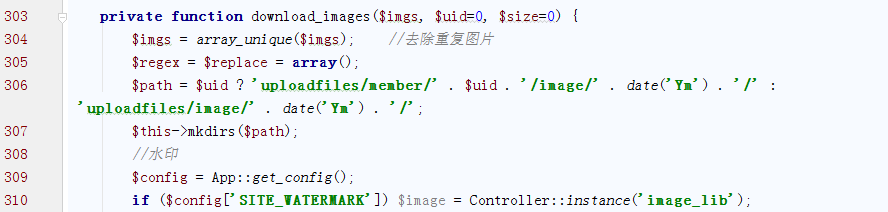 303 private function download_images($imgs, $uid=0, $size=0) {
304 $imgs = array_unique($imgs); //去除重复图片
305 $regex = $replace = array();
306 $path = $uid ? 'uploadfiles/member/' . $uid . '/image/' . date('Ym') . '/' :
'uploadfiles/image/' . date('Ym') . '/';
307 $this->mkdirs($path);
308 //水印
309 $config = App::get_config();
310 if ($config['SITE_WATERMARK']) $image = Controller::instance('image_lib');